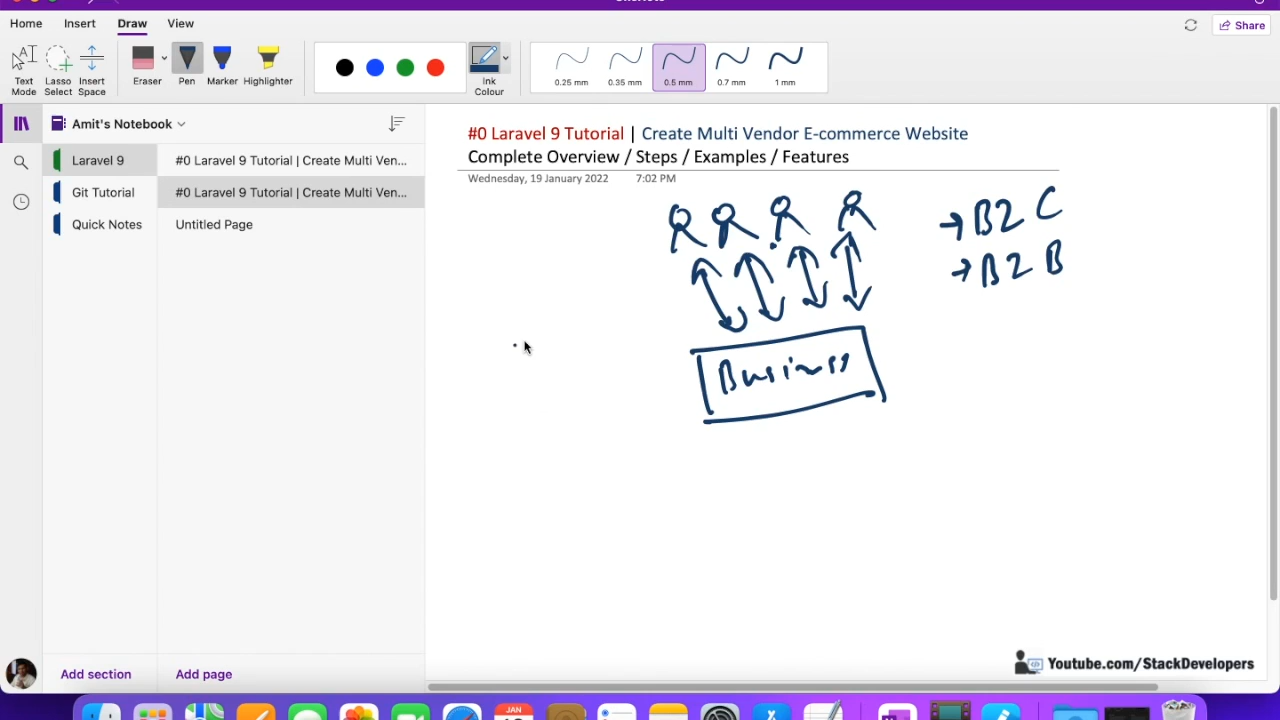 Home Insert Draw View
Share
Text Mode
Lasso Select
Insert Space
Eraser
Pen
Marker
Highlighter
Ink Colour
0.25 mm
0.35 mm
0.5 mm
0.7 mm
1 mm
Amit's Notebook
Laravel 9
#0 Laravel 9 Tutorial | Create Multi Ven...
Git Tutorial
#0 Laravel 9 Tutorial | Create Multi Ven...
Quick Notes
Untitled Page
#0 Laravel 9 Tutorial | Create Multi Vendor E-commerce Website
Complete Overview / Steps / Examples / Features
Wednesday, 19 January 2022 7:02 PM
→ B2C
→ B2B
Business
Add section
Add page
Youtube.com/StackDevelopers
JAN